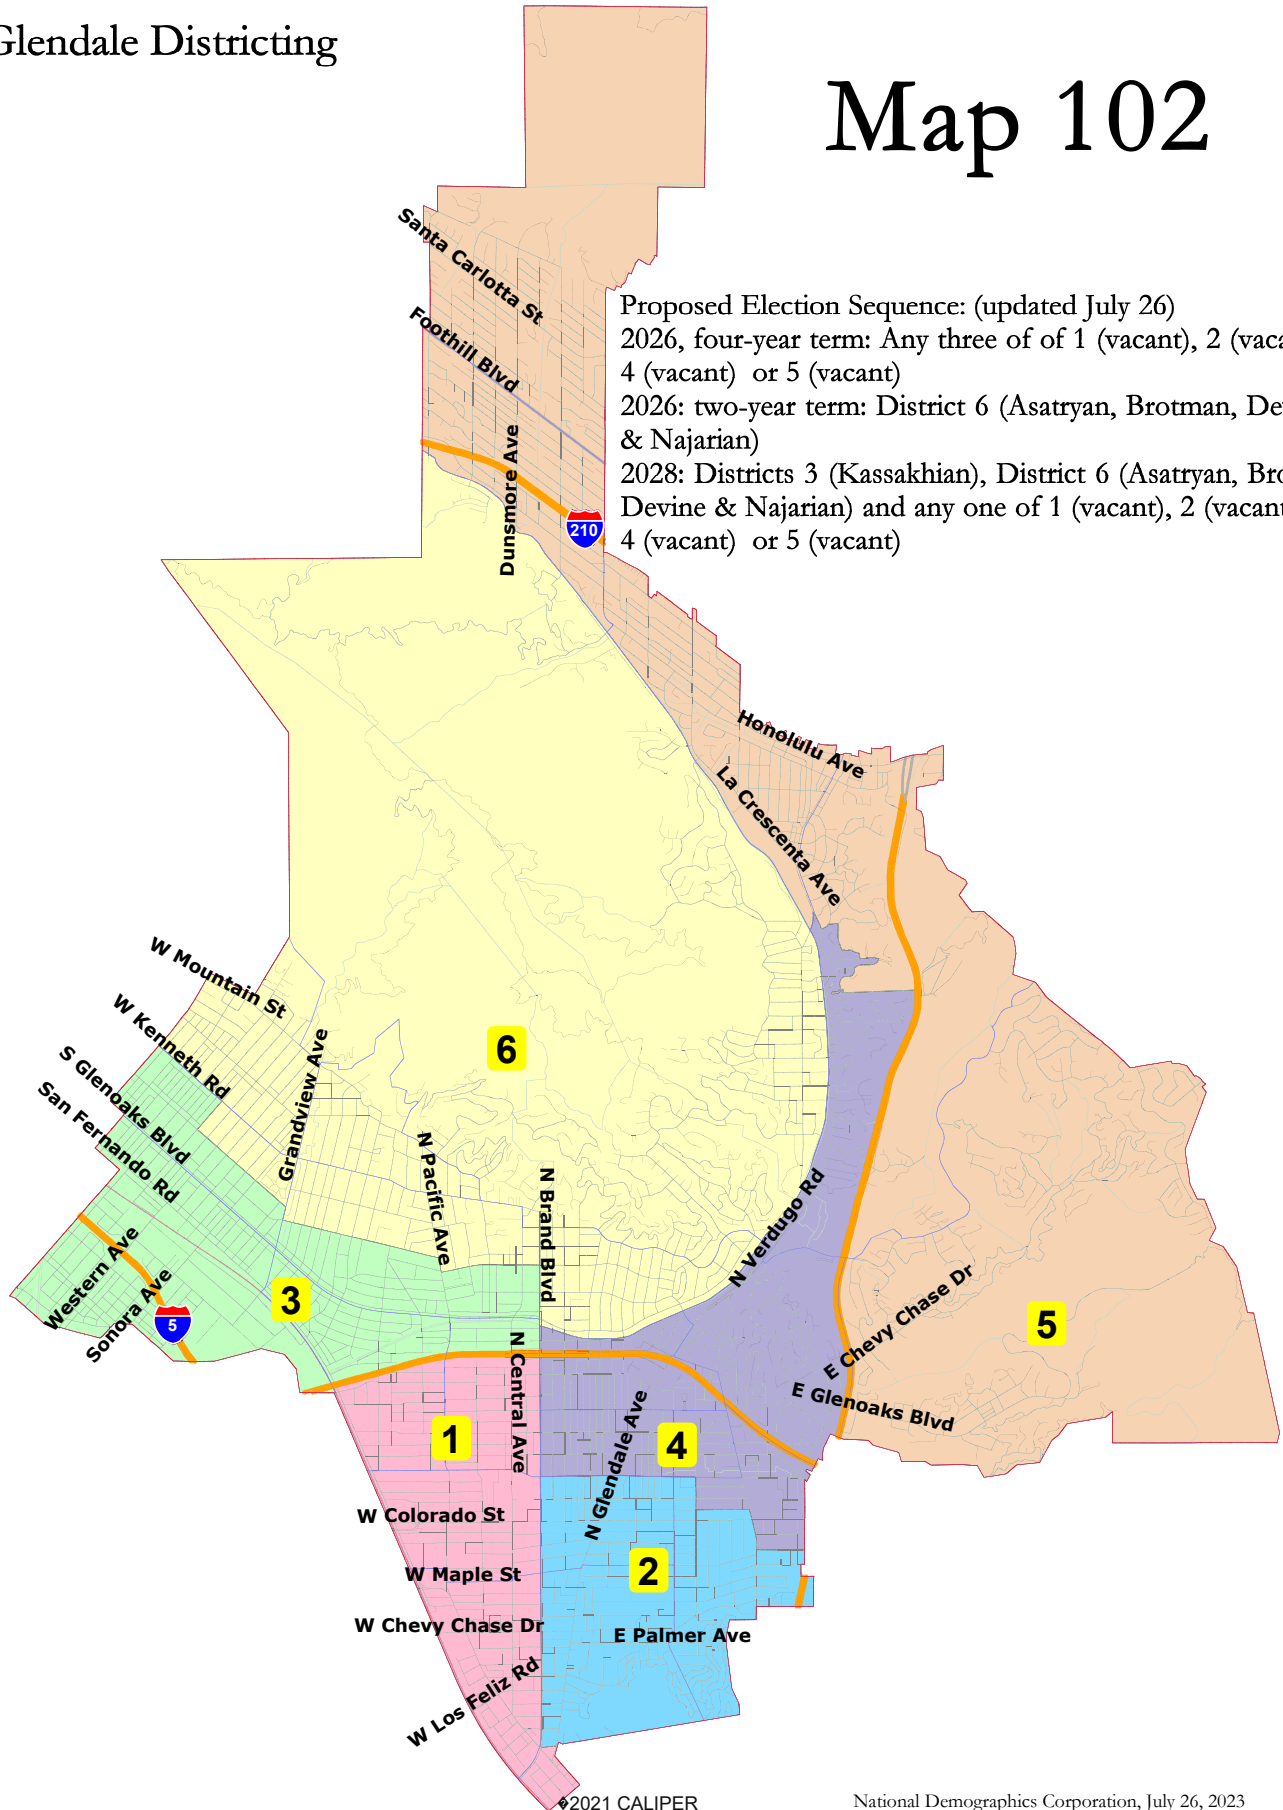 Glendale Districting
Map 102
Proposed Election Sequence: (updated July 26)
2026, four-year term: Any three of of 1 (vacant), 2
4 (vacant) or 5 (vacant)
2026: two-year term: District 6 (Asatryan, Brotman,
& Najarian)
2028: Districts 3 (Kassakhian), District 6 (Asatryan,
Devine & Najarian) and any one of 1 (vacant), 2 (vacant
4 (vacant) or 5 (vacant)
Santa Carlotta St
Foothill Blvd
Dunsmore Ave
210
Honolulu Ave
La Crescenta Ave
W Mountain St
W Kenneth Rd
S Glenoaks Blvd
San Fernando Rd
Grandview Ave
6
N Pacific Ave
N Brand Blvd
N Verdugo Rd
Western Ave
Sonora Ave
5
3
E Chevy Chase Dr
5
E Glenoaks Blvd
N Central Ave
1
N Glendale Ave
4
W Colorado St
W Maple St
2
W Chevy Chase Dr
E Palmer Ave
W Los Feliz Rd
�2021 CALIPER
National Demographics Corporation, July 26, 2023